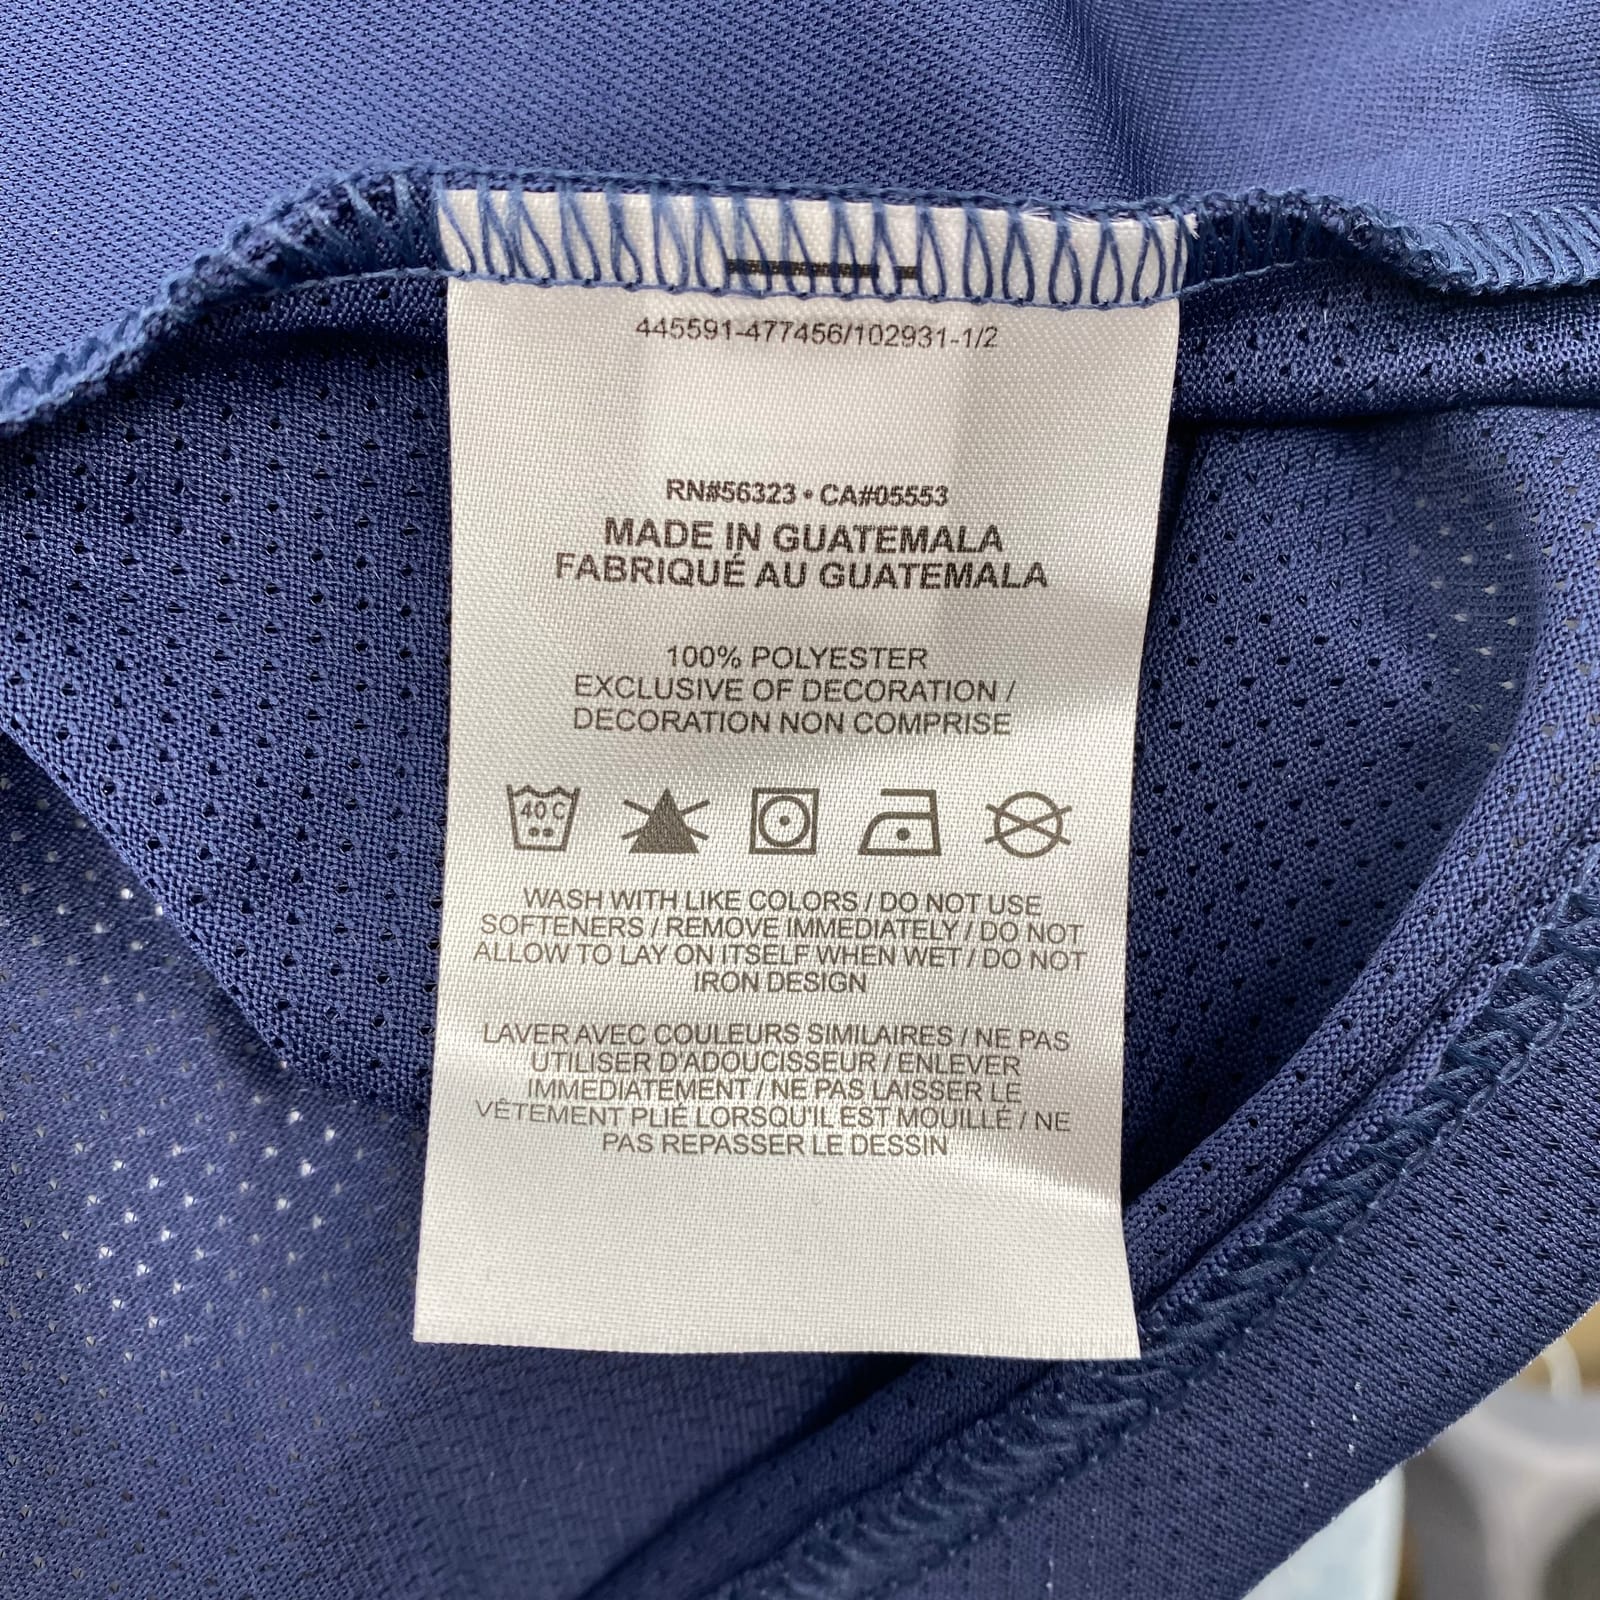 445591-477456/102931-1/2
RN#56323 • CA#05553
MADE IN GUATEMALA
FABRIQUÉ AU GUATEMALA
100% POLYESTER
EXCLUSIVE OF DECORATION /
DECORATION NON COMPRISE
40 C
WASH WITH LIKE COLORS / DO NOT USE
SOFTENERS / REMOVE IMMEDIATELY / DO NOT
ALLOW TO LAY ON ITSELF WHEN WET / DO NOT
IRON DESIGN
LAVER AVEC COULEURS SIMILAIRES / NE PAS
UTILISER D'ADOUCISSEUR / ENLEVER
IMMEDIATEMENT / NE PAS LAISSER LE
VÊTEMENT PLIÉ LORSQU'IL EST MOUILLÉ / NE
PAS REPASSER LE DESSIN